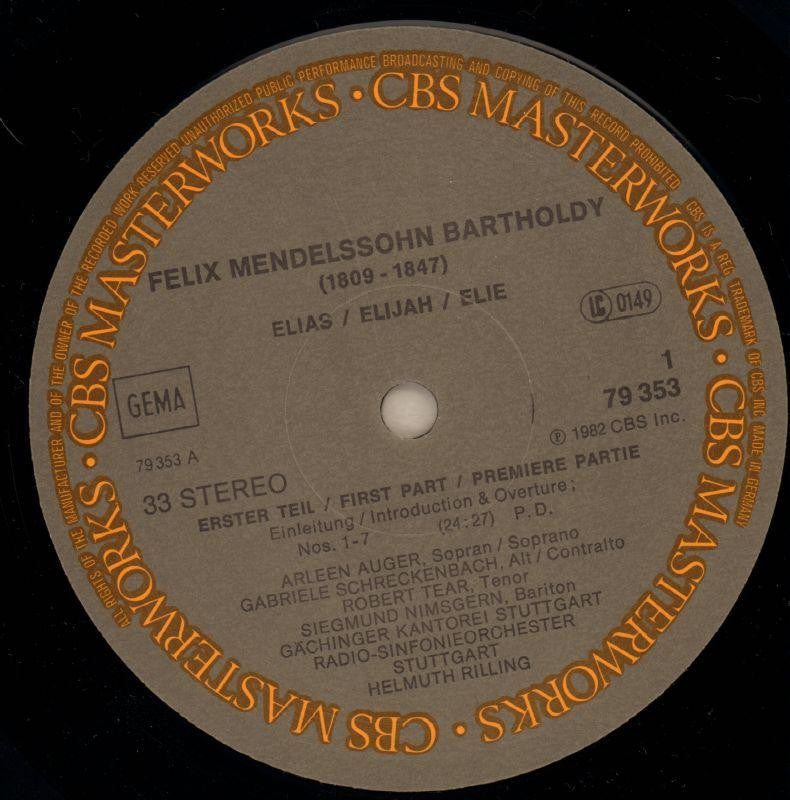 ALL RIGHTS OF THE MANUFACTURER AND OF THE OWNER OF THE RECORDED WORK RESERVED UNAUTHORIZED PUBLIC PERFORMANCE BROADCASTING AND COPYING OF THIS RECORD PROHIBITED CBS IS A REG TRADEMARK OF CBS INC MADE IN GERMANY
CBS MASTERWORKS • CBS MASTERWORKS • CBS MASTERWORKS • CBS MASTERWORKS •
FELIX MENDELSSOHN BARTHOLDY
(1809 - 1847)
ELIAS / ELIJAH / ELIE
LC 0149
GEMA
1
79 353
79 353 A
℗ 1982 CBS Inc.
33 STEREO
ERSTER TEIL / FIRST PART / PREMIERE PARTIE
Einleitung / Introduction & Overture;
Nos. 1-7 (24:27) P.D.
ARLEEN AUGER, Sopran / Soprano
GABRIELE SCHRECKENBACH, Alt / Contralto
ROBERT TEAR, Tenor
SIEGMUND NIMSGERN, Bariton
GÄCHINGER KANTOREI STUTTGART
RADIO-SINFONIEORCHESTER
STUTTGART
HELMUTH RILLING